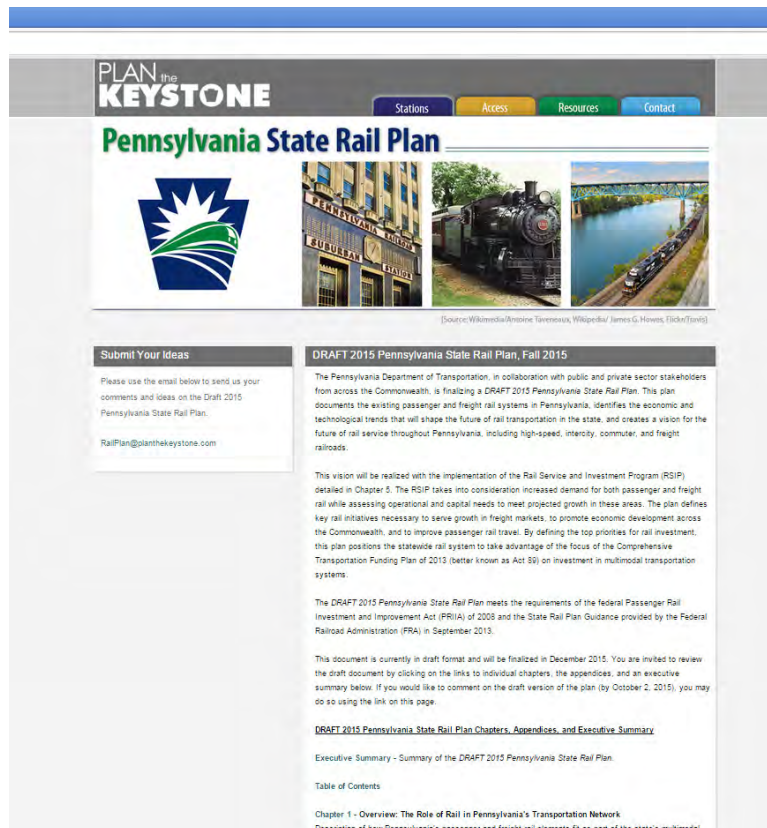 PLAN the
KEYSTONE
Stations
Access
Resources
Contact
Pennsylvania State Rail Plan
PENNSYLVANIA RAILROAD
SUBURBAN STATION
[Source: Wikimedia/Antoine Taveneaux, Wikipedia/ James G. Howes, Flickr/Tonis]
Submit Your Ideas
Please use the email below to send us your
comments and ideas on the Draft 2015
Pennsylvania State Rail Plan.
RailPlan@planthekeystone.com
DRAFT 2015 Pennsylvania State Rail Plan, Fall 2015
The Pennsylvania Department of Transportation, in collaboration with public and private sector stakeholders
from across the Commonwealth, is finalizing a DRAFT 2015 Pennsylvania State Rail Plan. This plan
documents the existing passenger and freight rail systems in Pennsylvania, identifies the economic and
technological trends that will shape the future of rail transportation in the state, and creates a vision for the
future of rail service throughout Pennsylvania, including high-speed, intercity, commuter, and freight
railroads.
This vision will be realized with the implementation of the Rail Service and Investment Program (RSIP)
detailed in Chapter 5. The RSIP takes into consideration increased demand for both passenger and freight
rail while assessing operational and capital needs to meet projected growth in these areas. The plan defines
key rail initiatives necessary to serve growth in freight markets, to promote economic development across
the Commonwealth, and to improve passenger rail travel. By defining the top priorities for rail investment,
this plan positions the statewide rail system to take advantage of the focus of the Comprehensive
Transportation Funding Plan of 2013 (better known as Act 89) on investment in multimodal transportation
systems.
The DRAFT 2015 Pennsylvania State Rail Plan meets the requirements of the federal Passenger Rail
Investment and Improvement Act (PRIIA) of 2008 and the State Rail Plan Guidance provided by the Federal
Railroad Administration (FRA) in September 2013.
This document is currently in draft format and will be finalized in December 2015. You are invited to review
the draft document by clicking on the links to individual chapters, the appendices, and an executive
summary below. If you would like to comment on the draft version of the plan (by October 2, 2015), you may
do so using the link on this page.
DRAFT 2015 Pennsylvania State Rail Plan Chapters, Appendices, and Executive Summary
Executive Summary - Summary of the DRAFT 2015 Pennsylvania State Rail Plan.
Table of Contents
Chapter 1 - Overview: The Role of Rail in Pennsylvania's Transportation Network